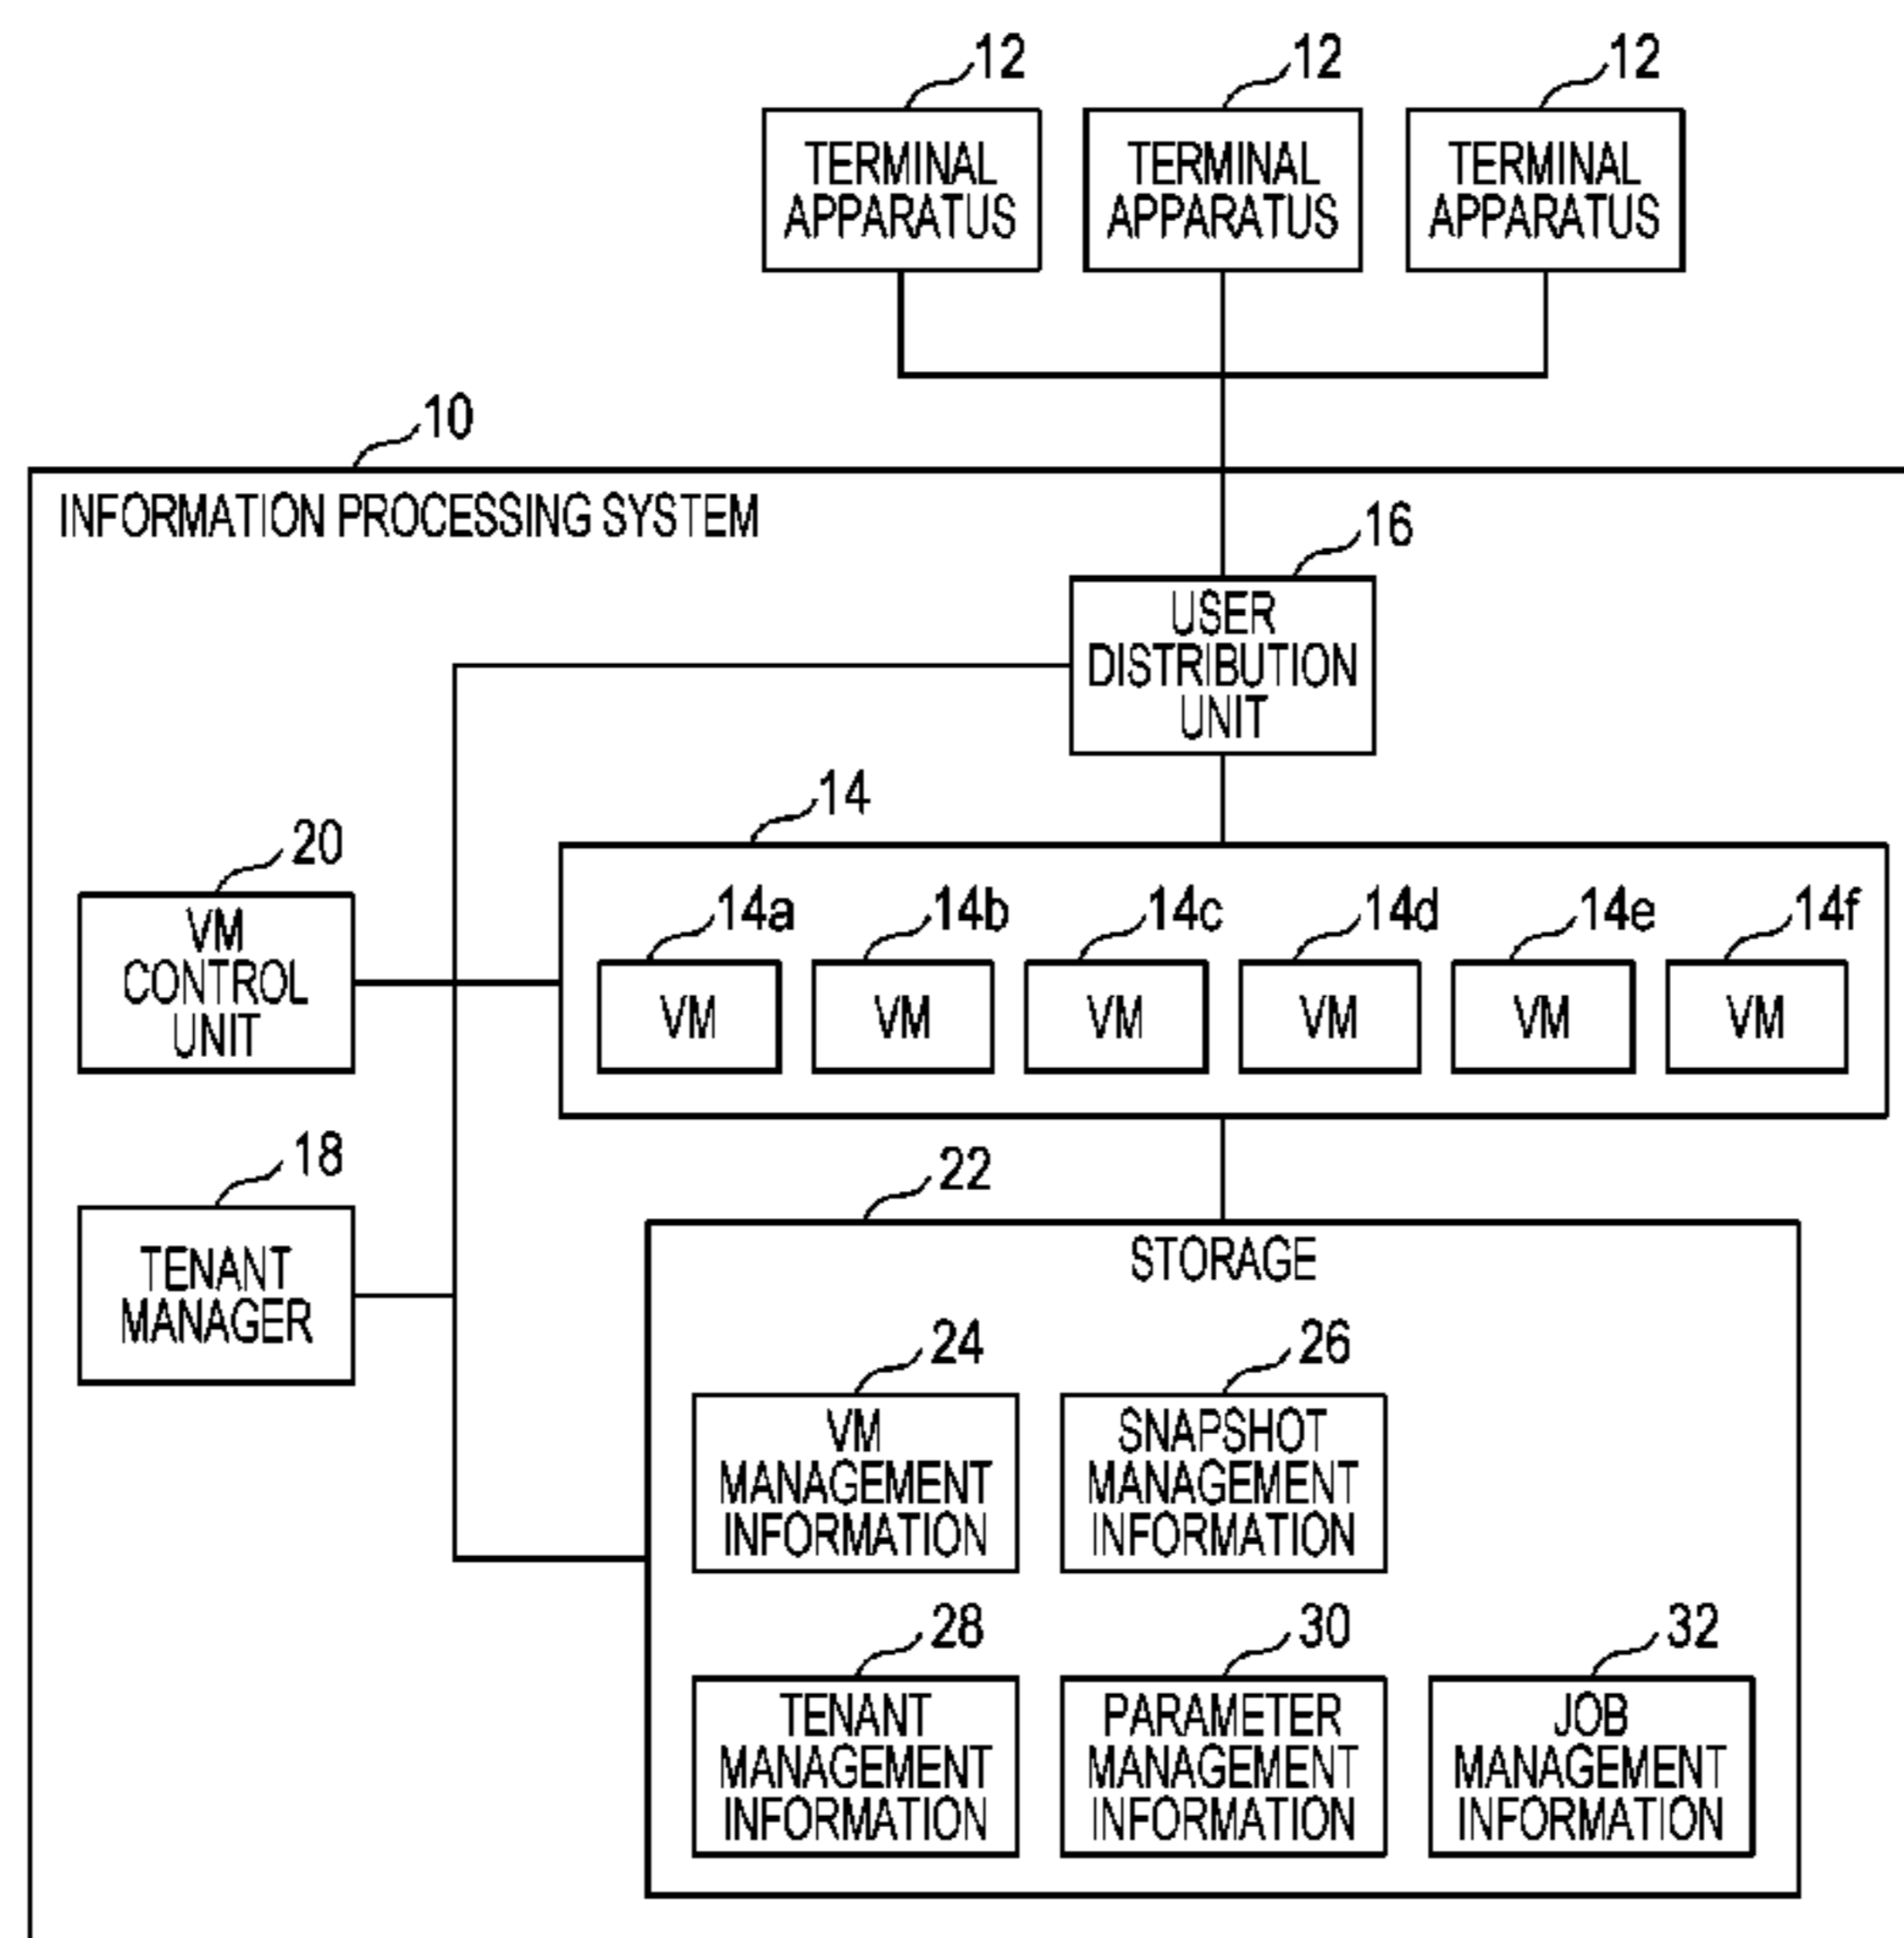 12
12
12
TERMINAL
APPARATUS
TERMINAL
APPARATUS
TERMINAL
APPARATUS
10
INFORMATION PROCESSING SYSTEM
16
USER
DISTRIBUTION
UNIT
14
20
VM
CONTROL
UNIT
14a
14b
14c
14d
14e
14f
VM
VM
VM
VM
VM
VM
18
TENANT
MANAGER
22
STORAGE
24
VM
MANAGEMENT
INFORMATION
26
SNAPSHOT
MANAGEMENT
INFORMATION
28
TENANT
MANAGEMENT
INFORMATION
30
PARAMETER
MANAGEMENT
INFORMATION
32
JOB
MANAGEMENT
INFORMATION